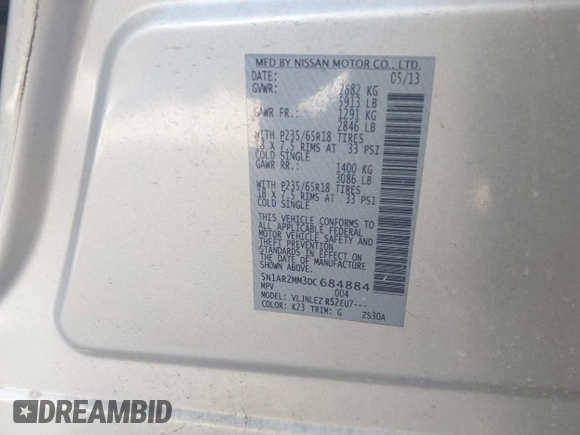 MFD BY NISSAN MOTOR CO., LTD.
DATE: 05/13
GVWR: 2682 KG
5913 LB
GAWR FR.: 1291 KG
2846 LB
WITH P235/65R18 TIRES
18 X 7.5 RIMS AT 33 PSI
COLD SINGLE
GAWR RR.: 1400 KG
3086 LB
WITH P235/65R18 TIRES
18 X 7.5 RIMS AT 33 PSI
COLD SINGLE
THIS VEHICLE CONFORMS TO
ALL APPLICABLE FEDERAL
MOTOR VEHICLE SAFETY AND
THEFT PREVENTION
STANDARDS IN EFFECT ON
THE DATE OF MANUFACTURE
SHOWN ABOVE.
5N1AR2MM3DC684884
MPV 004
MODEL: VLJNLEZ R52EU7---
COLOR: K23 TRIM: G ZS30A
DREAMBID